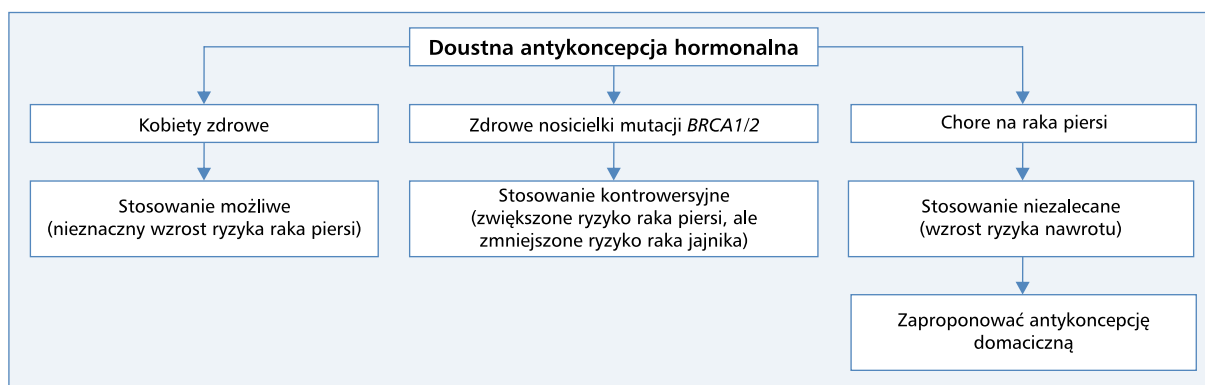 Doustna antykoncepcja hormonalna
Kobiety zdrowe
Zdrowe nosicielki mutacji BRCA1/2
Chore na raka piersi
Stosowanie możliwe
(nieznaczny wzrost ryzyka raka piersi)
Stosowanie kontrowersyjne
(zwiększone ryzyko raka piersi, ale
zmniejszone ryzyko raka jajnika)
Stosowanie niezalecane
(wzrost ryzyka nawrotu)
Zaproponować antykoncepcję
domaciczną